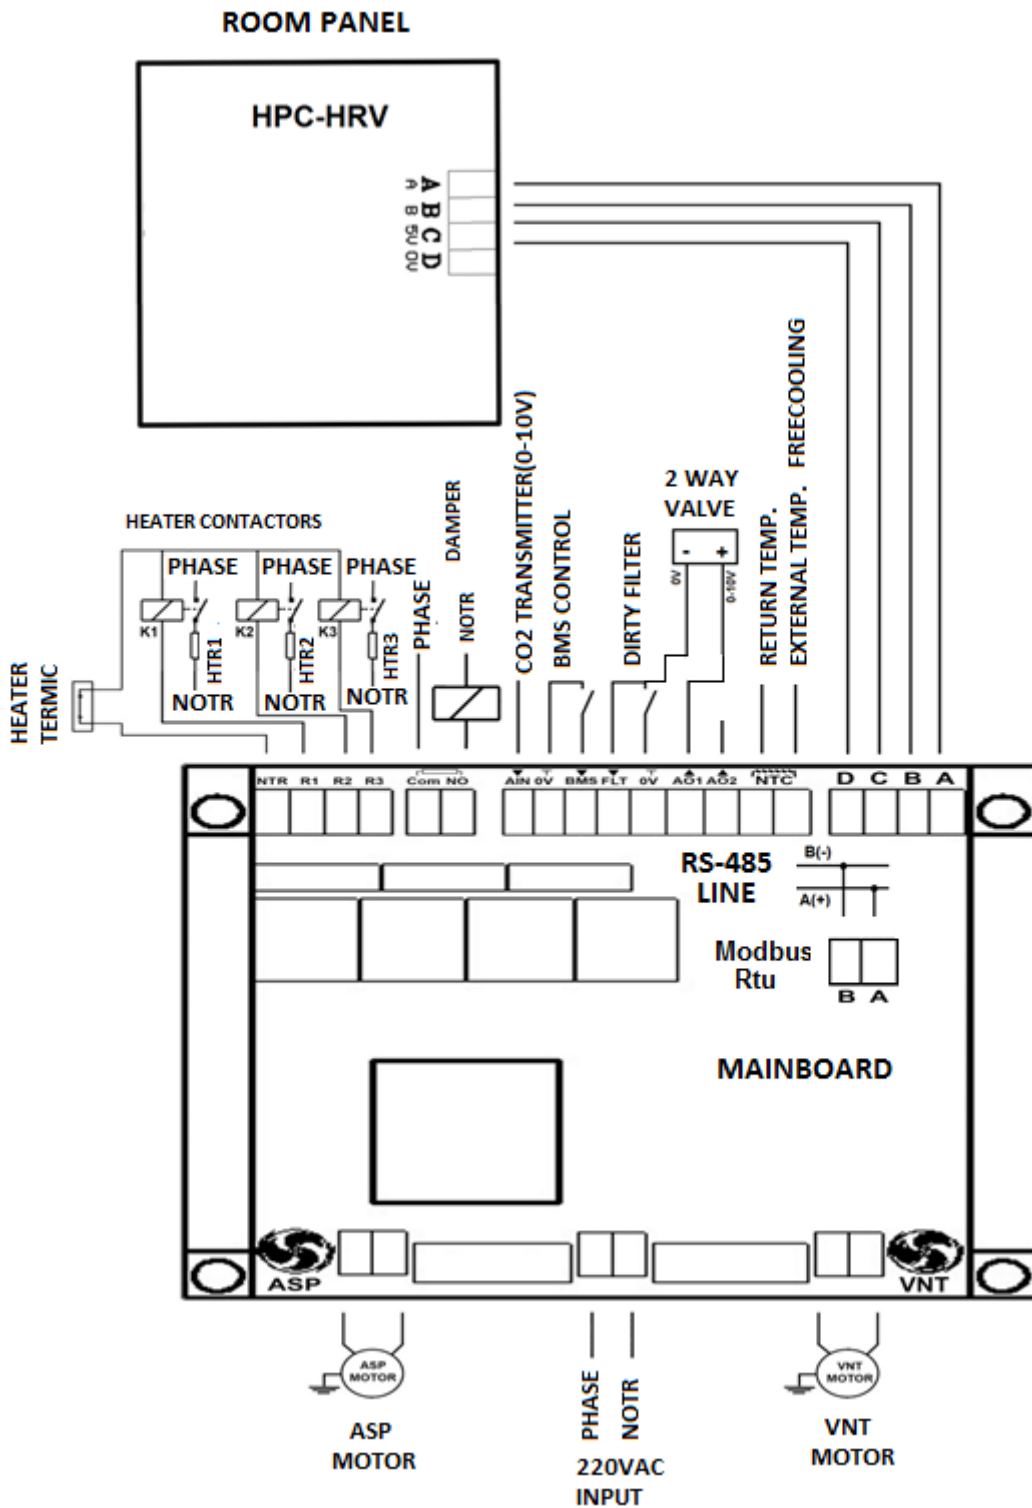 ROOM PANEL
HPC-HRV
A A
B B
5V C
0V D
HEATER CONTACTORS
PHASE PHASE PHASE
K1 K2 K3
HTR1 HTR2 HTR3
NOTR NOTR NOTR
HEATER
TERMIC
PHASE
DAMPER
NOTR
CO2 TRANSMITTER(0-10V)
BMS CONTROL
DIRTY FILTER
2 WAY
VALVE
- +
0V 0-10V
RETURN TEMP.
EXTERNAL TEMP. FREECOOLING
NTR R1 R2 R3 Com NO AIN 0V BMS FLT 0V AO1 AO2 NTC D C B A
RS-485
LINE
B(-)
A(+)
Modbus
Rtu
B A
MAINBOARD
ASP VNT
ASP
MOTOR
ASP
MOTOR
PHASE
NOTR
220VAC
INPUT
VNT
MOTOR
VNT
MOTOR